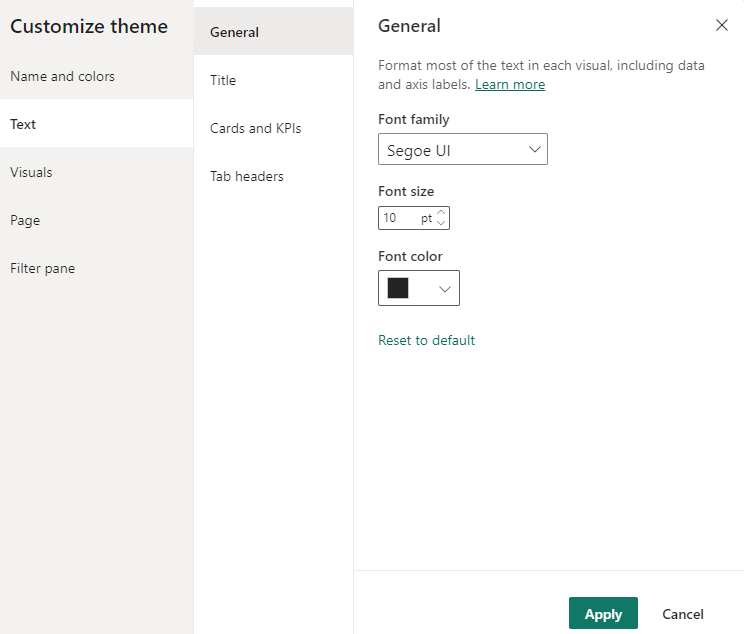 Customize theme
Name and colors
Text
Visuals
Page
Filter pane
General
Title
Cards and KPIs
Tab headers
General
Format most of the text in each visual, including data
and axis labels. Learn more
Font family
Segoe UI
Font size
10 pt
Font color
Reset to default
Apply Cancel